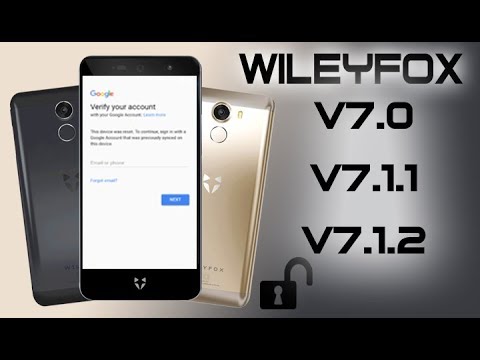 WILEYFOX
V7.0
V7.1.1
V7.1.2
Google
Verify your account
with your Google Account. Learn more
This device was reset. To continue, sign in with a
Google Account that was previously synced on
this device
Email or phone
Forgot email?
NEXT
WILEYFOX